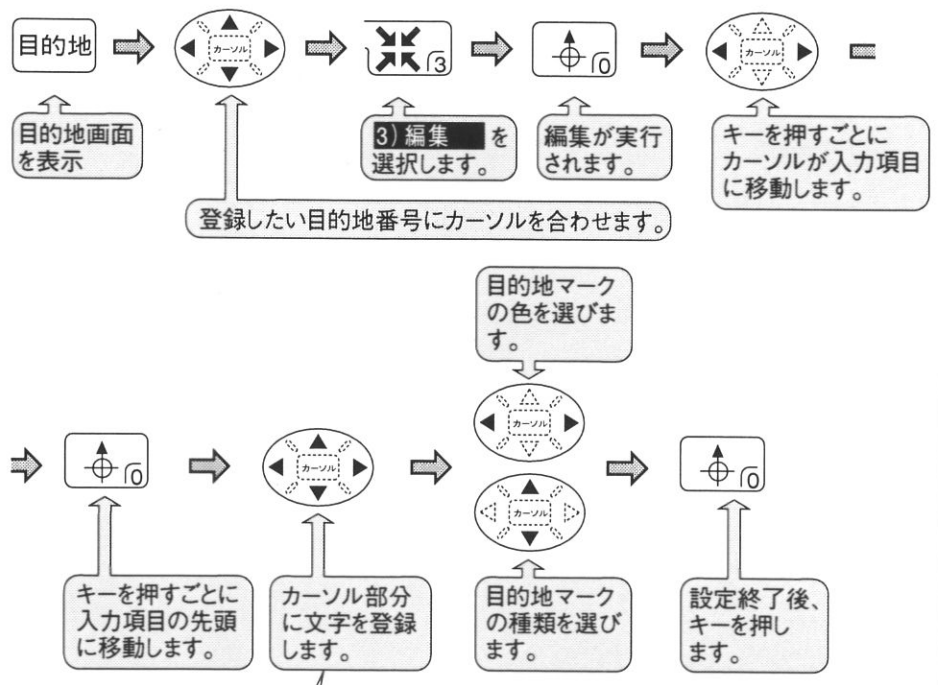 目的地
カーソル
3
0
カーソル
目的地画面
を表示
3)編集 を
選択します。
編集が実行
されます。
キーを押すごとに
カーソルが入力項目
に移動します。
登録したい目的地番号にカーソルを合わせます。
目的地マーク
の色を選びま
す。
カーソル
0
カーソル
カーソル
0
キーを押すごとに
入力項目の先頭
に移動します。
カーソル部分
に文字を登録
します。
目的地マーク
の種類を選び
ます。
設定終了後、
キーを押し
ます。